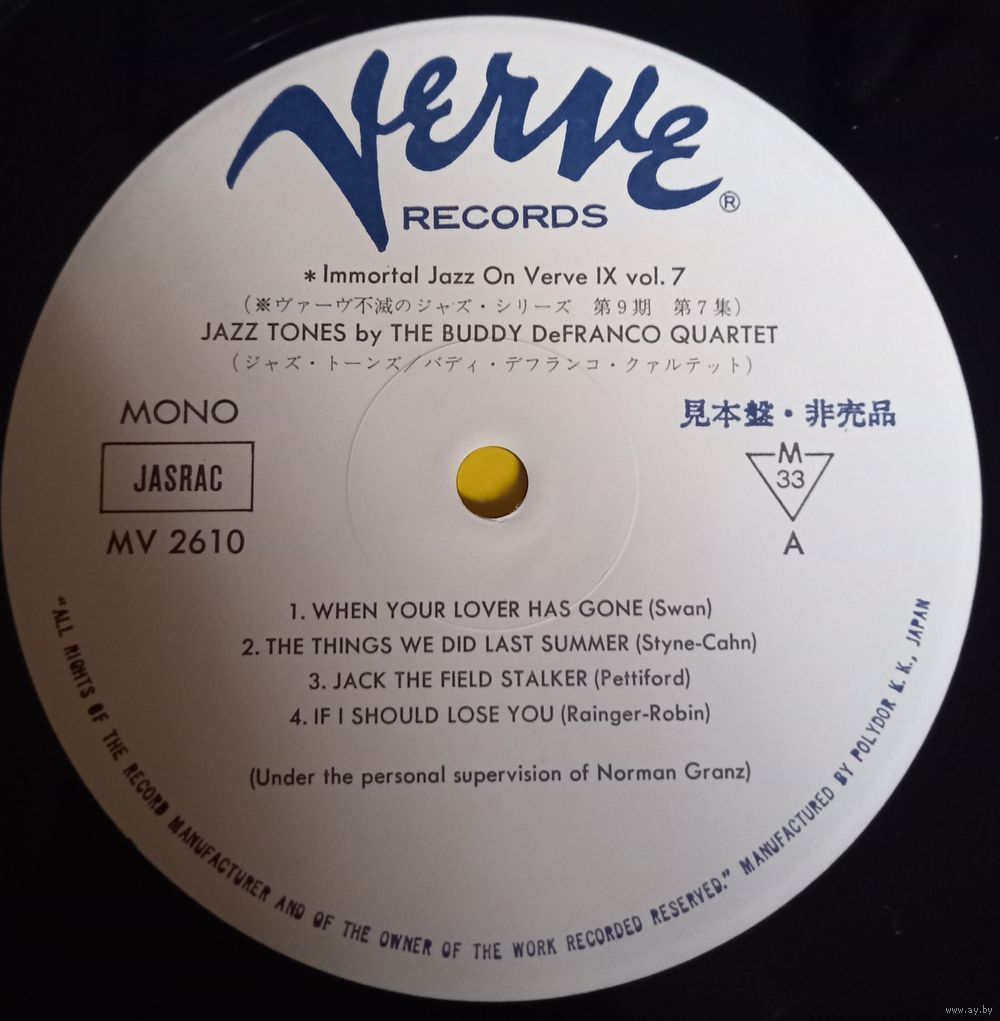 Verve
RECORDS ®
* Immortal Jazz On Verve IX vol. 7
(※ヴァーヴ不滅のジャズ・シリーズ 第9期 第7集)
JAZZ TONES by THE BUDDY DeFRANCO QUARTET
(ジャズ・トーンズ/バディ・デフランコ・クァルテット)
MONO
見本盤・非売品
JASRAC
M
33
MV 2610
A
1. WHEN YOUR LOVER HAS GONE (Swan)
2. THE THINGS WE DID LAST SUMMER (Styne-Cahn)
3. JACK THE FIELD STALKER (Pettiford)
4. IF I SHOULD LOSE YOU (Rainger-Robin)
(Under the personal supervision of Norman Granz)
"ALL RIGHTS OF THE RECORD MANUFACTURER AND OF THE OWNER OF THE WORK RECORDED RESERVED." MANUFACTURED BY POLYDOR K. K., JAPAN
www.ay.by